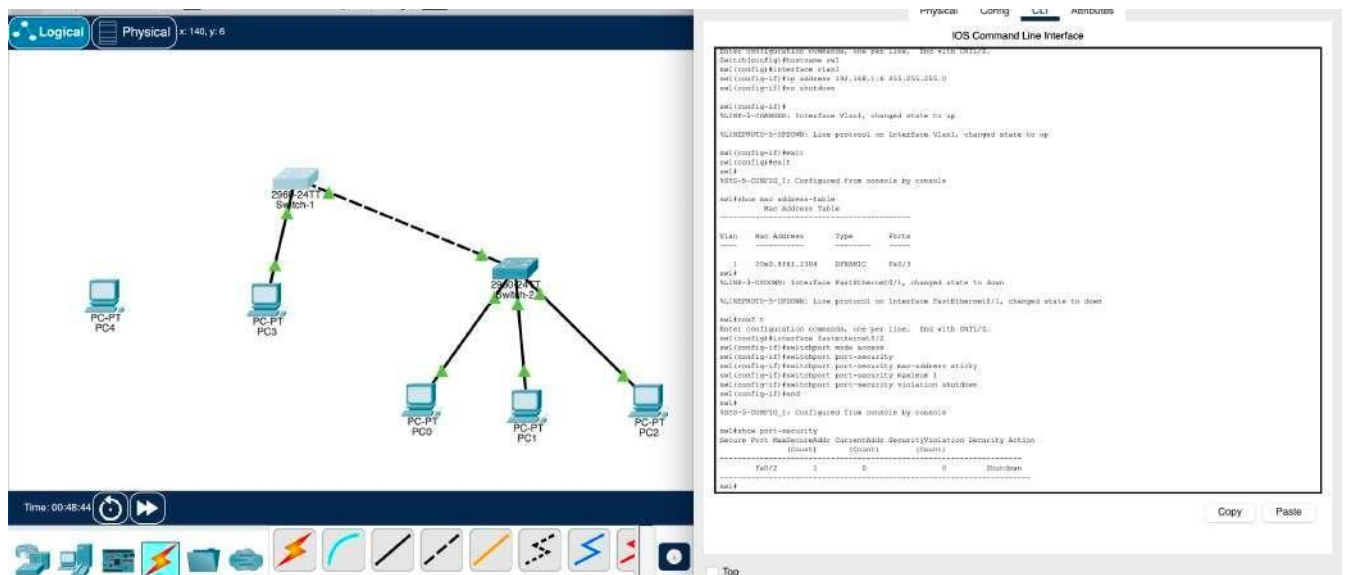 Logical
Physical
x: 140, y: 6
2960-24TT
Switch-1
PC-PT
PC4
PC-PT
PC3
PC-PT
PC0
PC-PT
PC1
PC-PT
PC2
Time: 00:48:44
Physical Config CLI Attributes
IOS Command Line Interface
Enter configuration commands, one per line. End with CNTL/Z.
Switch(config)#hostname sw1
sw1(config)#interface vlan1
sw1(config-if)#ip address 192.168.1.6 255.255.255.0
sw1(config-if)#no shutdown
sw1(config-if)#
%LINK-5-CHANGED: Interface Vlan1, changed state to up
%LINEPROTO-5-UPDOWN: Line protocol on Interface Vlan1, changed state to up
sw1(config-if)#exit
sw1(config)#exit
sw1#
%SYS-5-CONFIG_I: Configured from console by console
sw1#show mac address-table
Mac Address Table
Vlan Mac Address Type Ports
1 DYNAMIC Fa0/3
sw1#
%LINK-3-UPDOWN: Interface FastEthernet0/1, changed state to down
%LINEPROTO-5-UPDOWN: Line protocol on Interface FastEthernet0/1, changed state to down
sw1#conf t
Enter configuration commands, one per line. End with CNTL/Z.
sw1(config)#interface fastethernet0/2
sw1(config-if)#switchport mode access
sw1(config-if)#switchport port-security
sw1(config-if)#switchport port-security mac-address sticky
sw1(config-if)#switchport port-security maximum 1
sw1(config-if)#switchport port-security violation shutdown
sw1(config-if)#end
sw1#
%SYS-5-CONFIG_I: Configured from console by console
sw1#show port-security
Secure Port MaxSecureAddr CurrentAddr SecurityViolation Security Action
(Count) (Count) (Count)
Fa0/2 1 0 0 Shutdown
sw1#
Copy Paste
Top